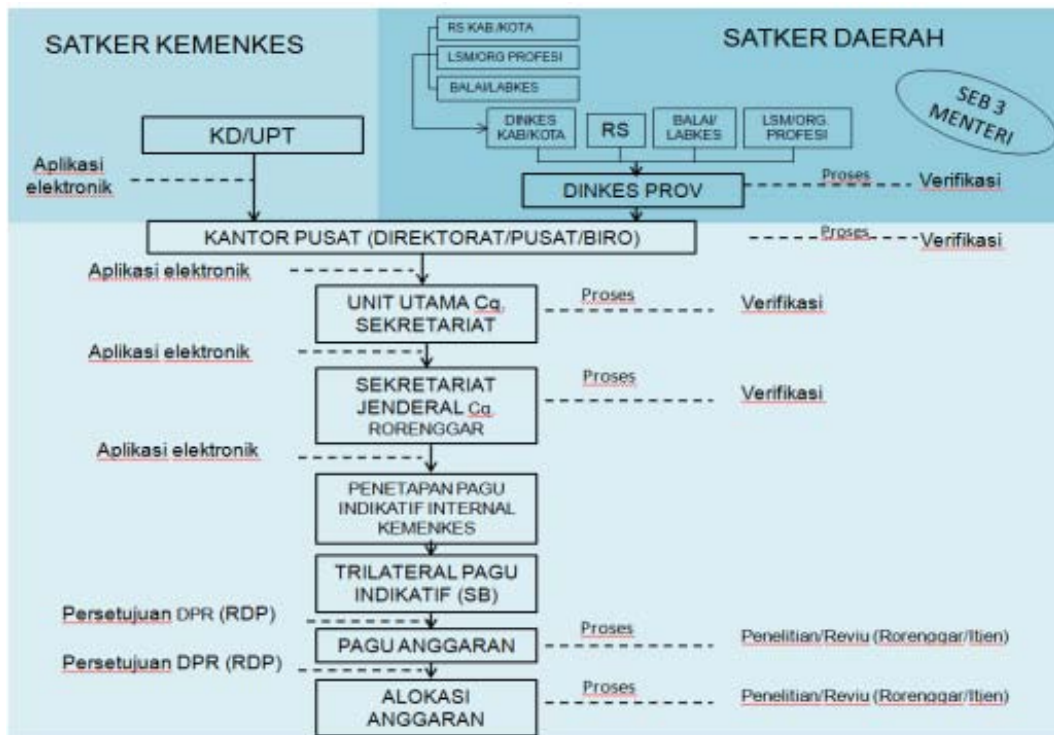 SATKER KEMENKES
SATKER DAERAH
RS KAB./KOTA
LSM/ORG PROFESI
BALAI/LABKES
SEB 3
MENTERI
DINKES
KAB/KOTA
RS
BALAI/
LABKES
LSM/ORG.
PROFESI
KD/UPT
Aplikasi
elektronik
DINKES PROV
Proses
Verifikasi
KANTOR PUSAT (DIREKTORAT/PUSAT/BIRO)
Proses
Verifikasi
Aplikasi elektronik
UNIT UTAMA Cq.
SEKRETARIAT
Proses
Verifikasi
Aplikasi elektronik
SEKRETARIAT
JENDERAL Cq.
RORENGGAR
Proses
Verifikasi
Aplikasi elektronik
PENETAPAN PAGU
INDIKATIF INTERNAL
KEMENKES
TRILATERAL PAGU
INDIKATIF (SB)
Persetujuan DPR (RDP)
PAGU ANGGARAN
Proses
Penelitian/Reviu (Rorenggar/Itjen)
Persetujuan DPR (RDP)
ALOKASI
ANGGARAN
Proses
Penelitian/Reviu (Rorenggar/Itjen)